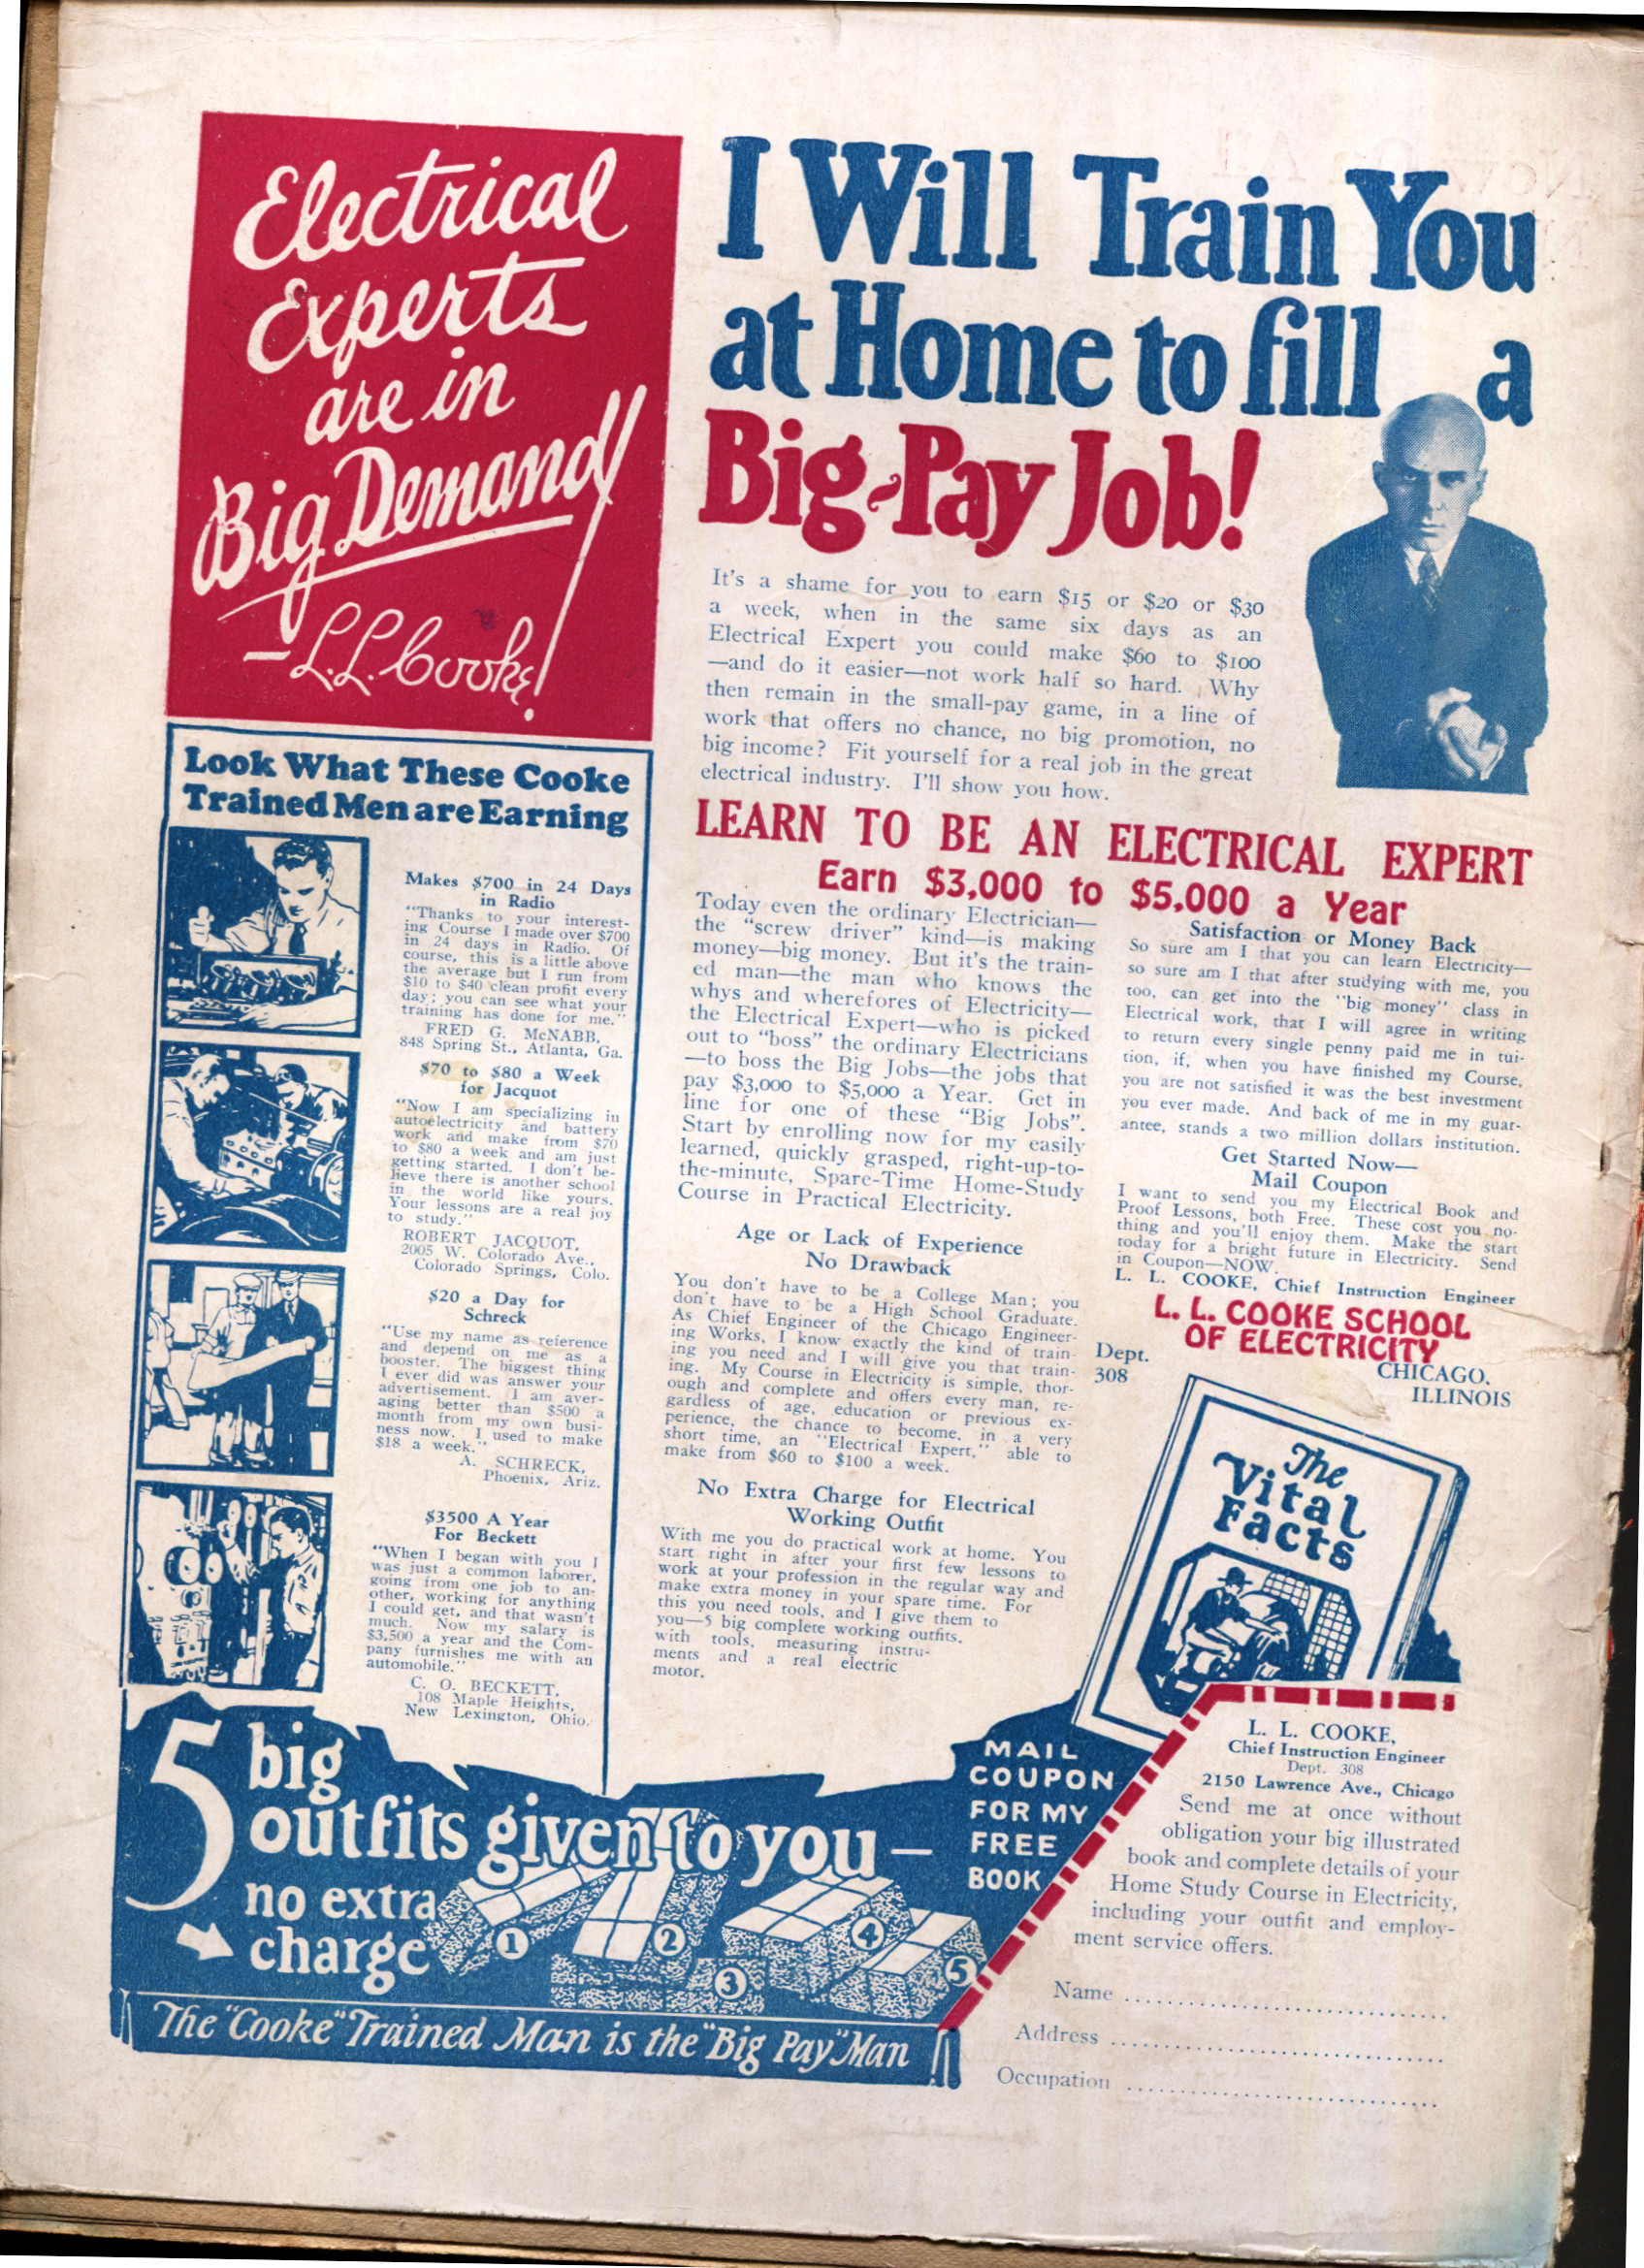 Electrical
Experts
are in
Big Demand!
—L.L. Cooke!
I Will Train You
at Home to fill a
Big-Pay Job!
It's a shame for you to earn $15 or $20 or $30
a week, when in the same six days as an
Electrical Expert you could make $60 to $100
—and do it easier—not work half so hard. Why
then remain in the small-pay game, in a line of
work that offers no chance, no big promotion, no
big income? Fit yourself for a real job in the great
electrical industry. I'll show you how.
LEARN TO BE AN ELECTRICAL EXPERT
Earn $3,000 to $5,000 a Year
Look What These Cooke
Trained Men are Earning
Makes $700 in 24 Days
in Radio
"Thanks to your interest-
ing Course I made over $700
in 24 days in Radio. Of
course, this is a little above
the average but I run from
$10 to $40 clean profit every
day; you can see what your
training has done for me."
FRED G. McNABB,
848 Spring St., Atlanta, Ga.
$70 to $80 a Week
for Jacquot
"Now I am specializing in
autoelectricity and battery
work and make from $70
to $80 a week and am just
getting started. I don't be-
lieve there is another school
in the world like yours.
Your lessons are a real joy
to study."
ROBERT JACQUOT,
2005 W. Colorado Ave.,
Colorado Springs, Colo.
$20 a Day for
Schreck
"Use my name as reference
and depend on me as a
booster. The biggest thing
I ever did was answer your
advertisement. I am aver-
aging better than $500 a
month from my own busi-
ness now. I used to make
$18 a week."
A. SCHRECK,
Phoenix, Ariz.
$3500 A Year
For Beckett
"When I began with you I
was just a common laborer,
going from one job to an-
other, working for anything
I could get, and that wasn't
much. Now my salary is
$3,500 a year and the Com-
pany furnishes me with an
automobile."
C. O. BECKETT,
108 Maple Heights,
New Lexington, Ohio.
Today even the ordinary Electrician—
the "screw driver" kind—is making
money—big money. But it's the train-
ed man—the man who knows the
whys and wherefores of Electricity—
the Electrical Expert—who is picked
out to "boss" the ordinary Electricians
—to boss the Big Jobs—the jobs that
pay $3,000 to $5,000 a Year. Get in
line for one of these "Big Jobs".
Start by enrolling now for my easily
learned, quickly grasped, right-up-to-
the-minute, Spare-Time Home-Study
Course in Practical Electricity.
Age or Lack of Experience
No Drawback
You don't have to be a College Man; you
don't have to be a High School Graduate.
As Chief Engineer of the Chicago Engineer-
ing Works, I know exactly the kind of train-
ing you need and I will give you that train-
ing. My Course in Electricity is simple, thor-
ough and complete and offers every man, re-
gardless of age, education or previous ex-
perience, the chance to become, in a very
short time, an "Electrical Expert," able to
make from $60 to $100 a week.
No Extra Charge for Electrical
Working Outfit
With me you do practical work at home. You
start right in after your first few lessons to
work at your profession in the regular way and
make extra money in your spare time. For
this you need tools, and I give them to
you—5 big complete working outfits,
with tools, measuring instru-
ments and a real electric
motor.
Satisfaction or Money Back
So sure am I that you can learn Electricity—
so sure am I that after studying with me, you
too, can get into the "big money" class in
Electrical work, that I will agree in writing
to return every single penny paid me in tui-
tion, if, when you have finished my Course,
you are not satisfied it was the best investment
you ever made. And back of me in my guar-
antee, stands a two million dollars institution.
Get Started Now—
Mail Coupon
I want to send you my Electrical Book and
Proof Lessons, both Free. These cost you no-
thing and you'll enjoy them. Make the start
today for a bright future in Electricity. Send
in Coupon—NOW.
L. L. COOKE, Chief Instruction Engineer
L. L. COOKE SCHOOL
OF ELECTRICITY
Dept.
308
CHICAGO,
ILLINOIS
The
Vital
Facts
5 big
outfits given to you —
no extra
charge
1
2
3
4
5
The "Cooke" Trained Man is the "Big Pay" Man
MAIL
COUPON
FOR MY
FREE
BOOK
L. L. COOKE,
Chief Instruction Engineer
Dept. 308
2150 Lawrence Ave., Chicago
Send me at once without
obligation your big illustrated
book and complete details of your
Home Study Course in Electricity,
including your outfit and employ-
ment service offers.
Name
Address
Occupation